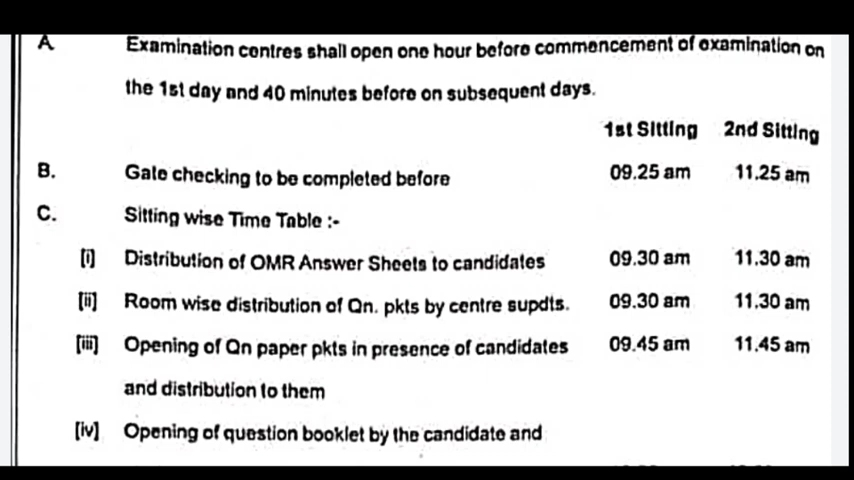 A. Examination centres shall open one hour before commencement of examination on
the 1st day and 40 minutes before on subsequent days.
1st Sitting 2nd Sitting
B. Gate checking to be completed before 09.25 am 11.25 am
C. Sitting wise Time Table :-
[i] Distribution of OMR Answer Sheets to candidates 09.30 am 11.30 am
[ii] Room wise distribution of Qn. pkts by centre supdts. 09.30 am 11.30 am
[iii] Opening of Qn paper pkts in presence of candidates 09.45 am 11.45 am
and distribution to them
[iv] Opening of question booklet by the candidate and